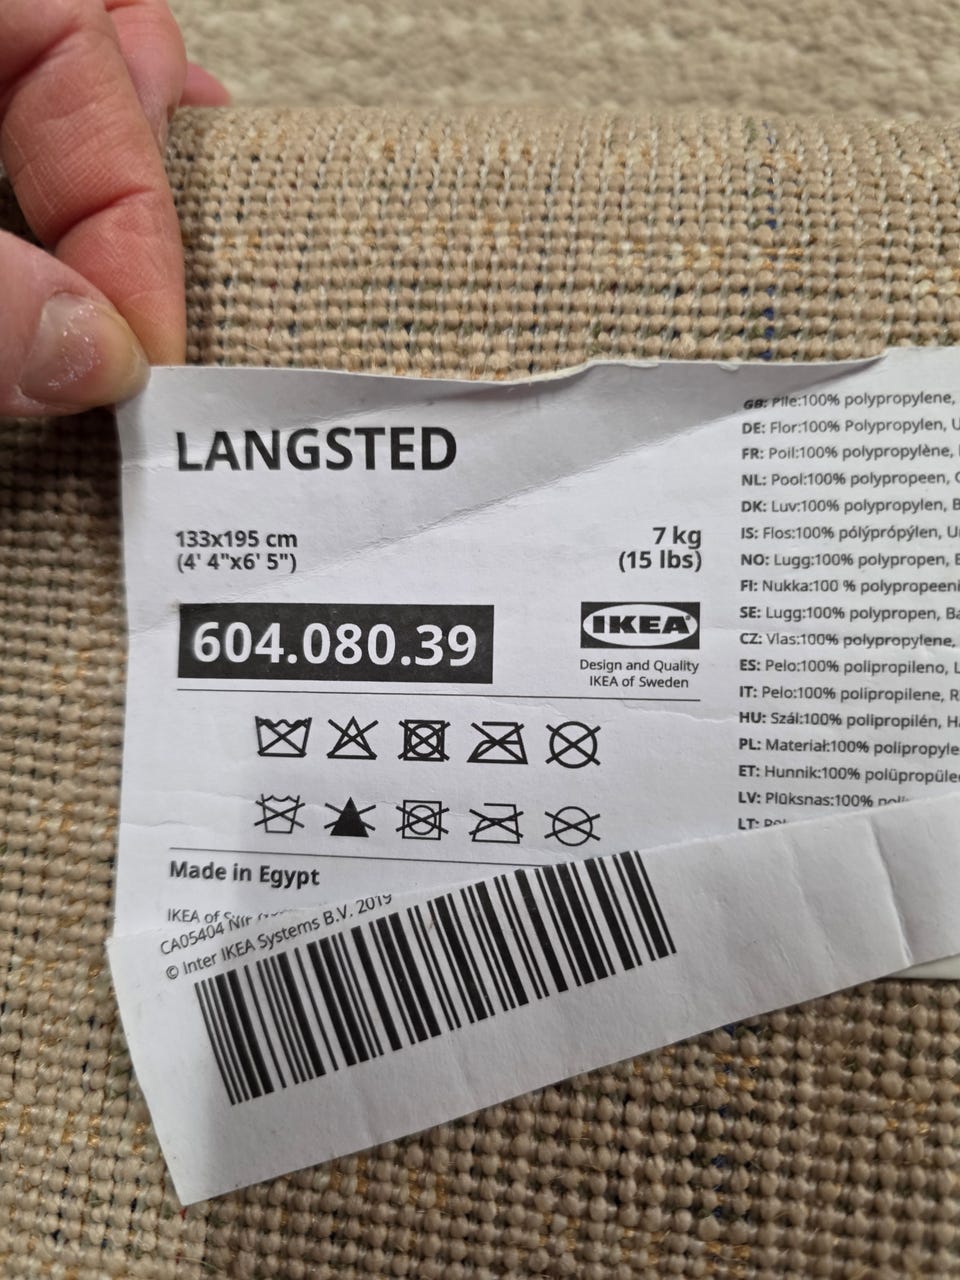 LANGSTED
133x195 cm
(4' 4"x6' 5")
7 kg
(15 lbs)
604.080.39
IKEA®
Design and Quality
IKEA of Sweden
Made in Egypt
IKEA of
CA05404
© Inter IKEA Systems B.V. 2019
GB: Pile:100% polypropylene,
DE: Flor:100% Polypropylen,
FR: Poil:100% polypropylène,
NL: Pool:100% polypropeen,
DK: Luv:100% polypropylen,
IS: Flos:100% pólýprópýlen,
NO: Lugg:100% polypropen,
FI: Nukka:100 % polypropeeni
SE: Lugg:100% polypropen,
CZ: Vlas:100% polypropylene,
ES: Pelo:100% polipropileno,
IT: Pelo:100% polipropilene,
HU: Szál:100% polipropilén,
PL: Materiał:100%
ET: Hunnik:100%
LV: Plūksnas:100%
LT: